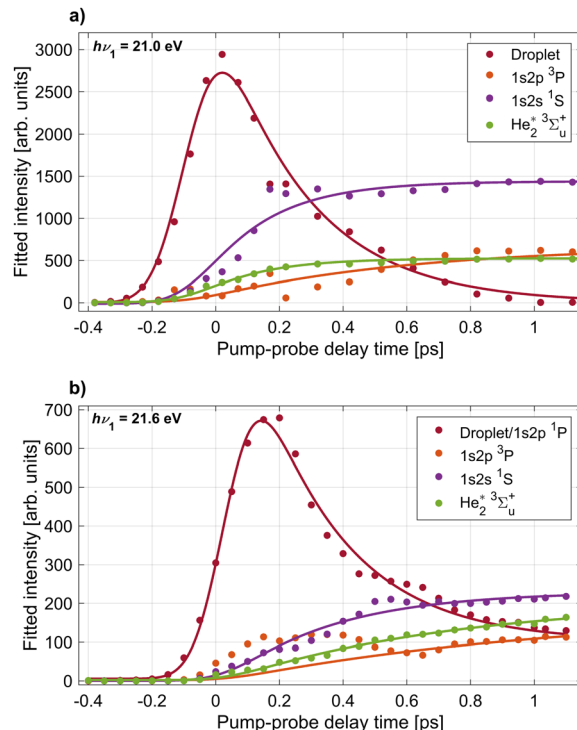 a)
hν₁ = 21.0 eV
Droplet
1s2p ³P
1s2s ¹S
He₂* ³Σᵤ⁺
Fitted intensity [arb. units]
3000
2500
2000
1500
1000
500
0
-0.4 -0.2 0 0.2 0.4 0.6 0.8 1
Pump-probe delay time [ps]
b)
hν₁ = 21.6 eV
Droplet/1s2p ¹P
1s2p ³P
1s2s ¹S
He₂* ³Σᵤ⁺
Fitted intensity [arb. units]
700
600
500
400
300
200
100
0
-0.4 -0.2 0 0.2 0.4 0.6 0.8 1
Pump-probe delay time [ps]